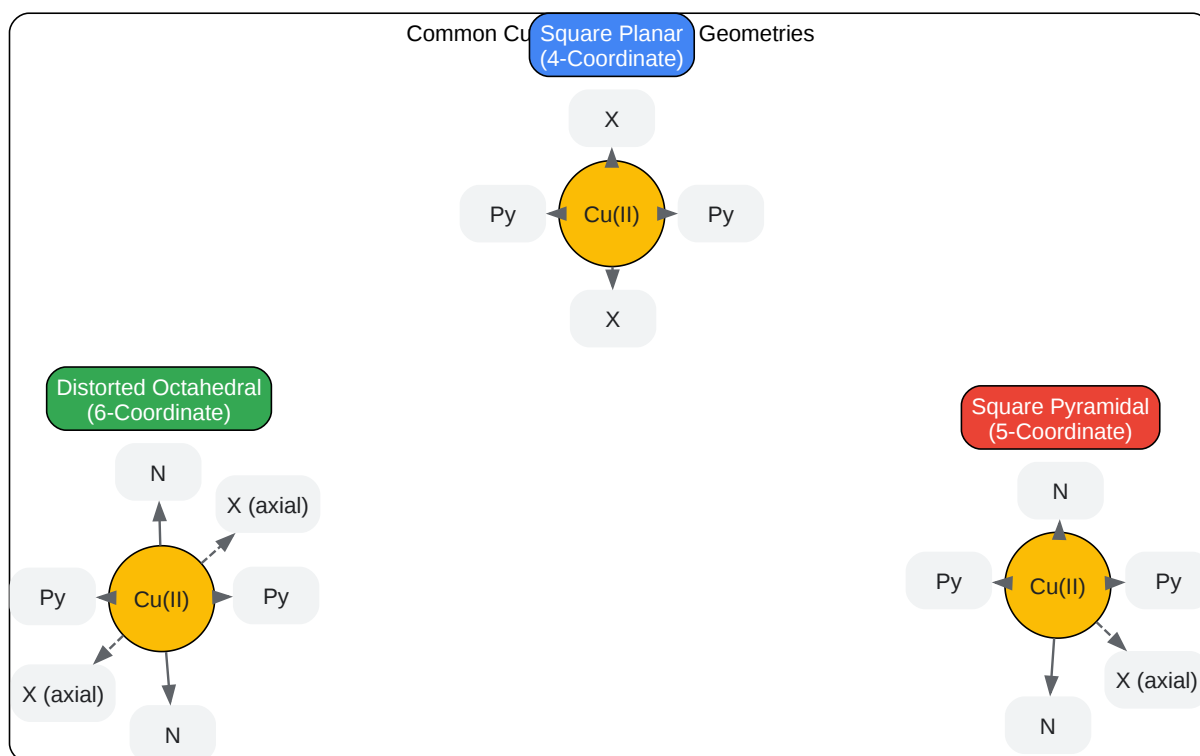 Common Cu
Geometries
Square Planar
(4-Coordinate)
X
Py
Cu(II)
Py
X
Distorted Octahedral
(6-Coordinate)
N
X (axial)
Py
Cu(II)
Py
X (axial)
N
Square Pyramidal
(5-Coordinate)
N
Py
Cu(II)
Py
X (axial)
N